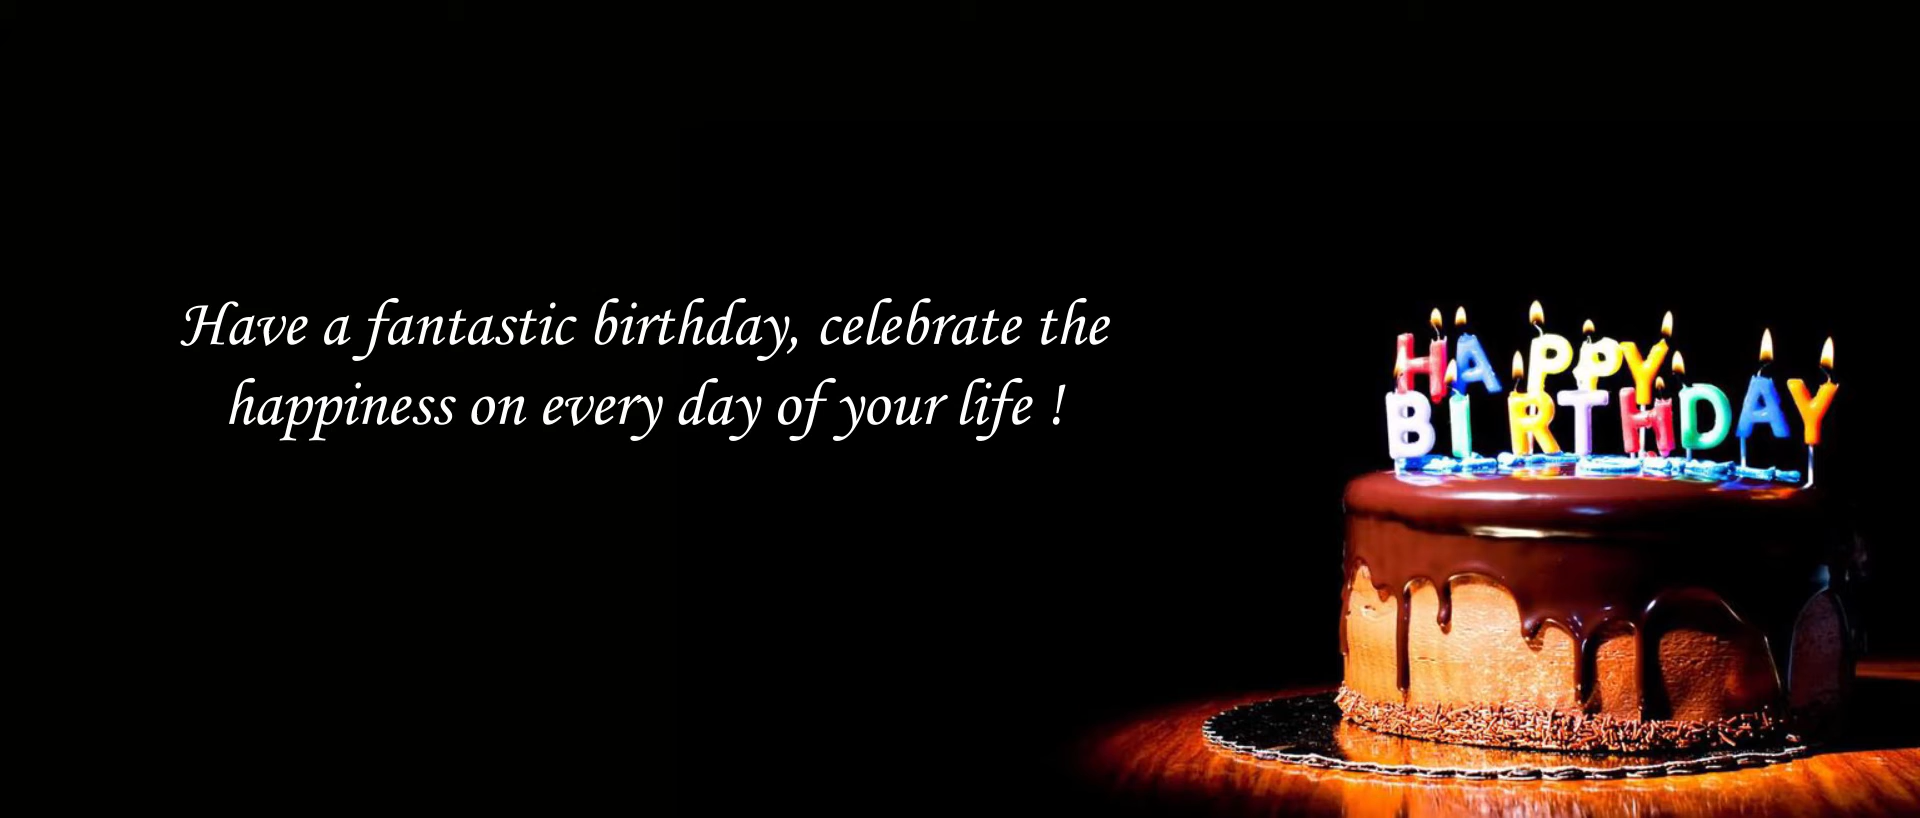 Have a fantastic birthday, celebrate the
happiness on every day of your life !
HAPPY
BIRTHDAY